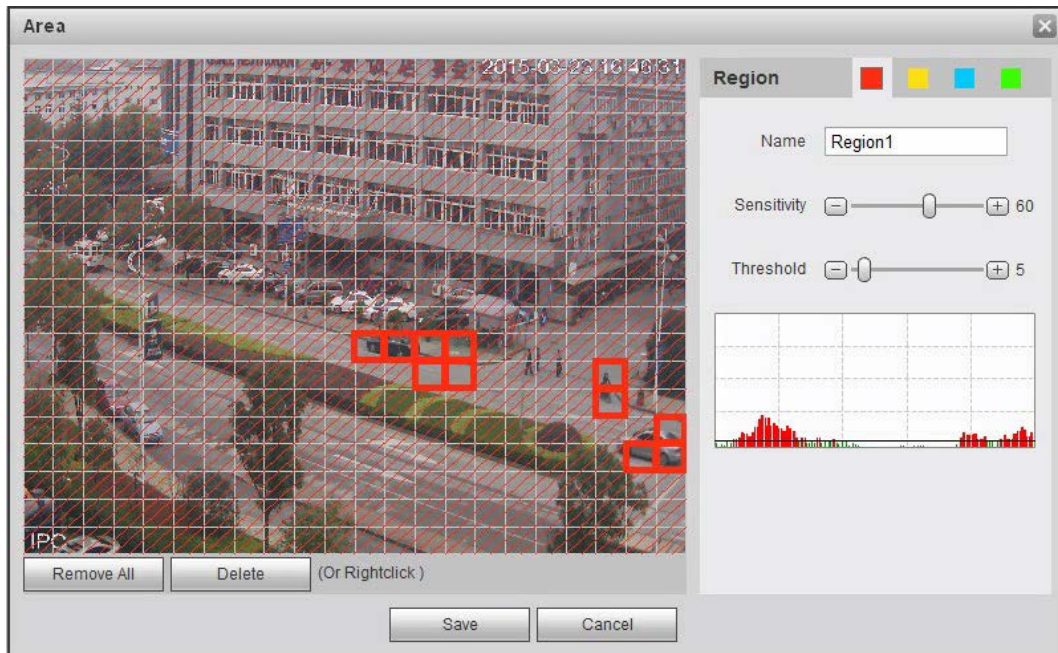 Area
2015-03-23 16:46:31
IPC
Remove All
Delete
(Or Rightclick )
Region
Name
Region1
Sensitivity
60
Threshold
5
Save
Cancel